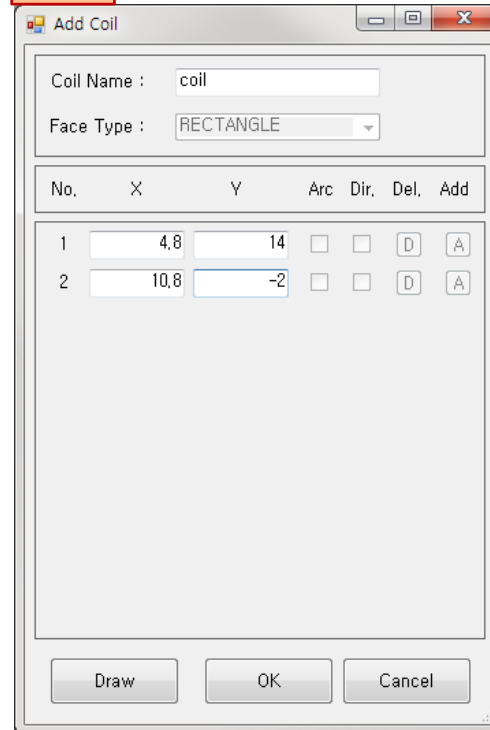 Add Coil
Coil Name : coil
Face Type : RECTANGLE
No. X Y Arc Dir. Del. Add
1 4.8 14 D A
2 10.8 -2 D A
Draw OK Cancel